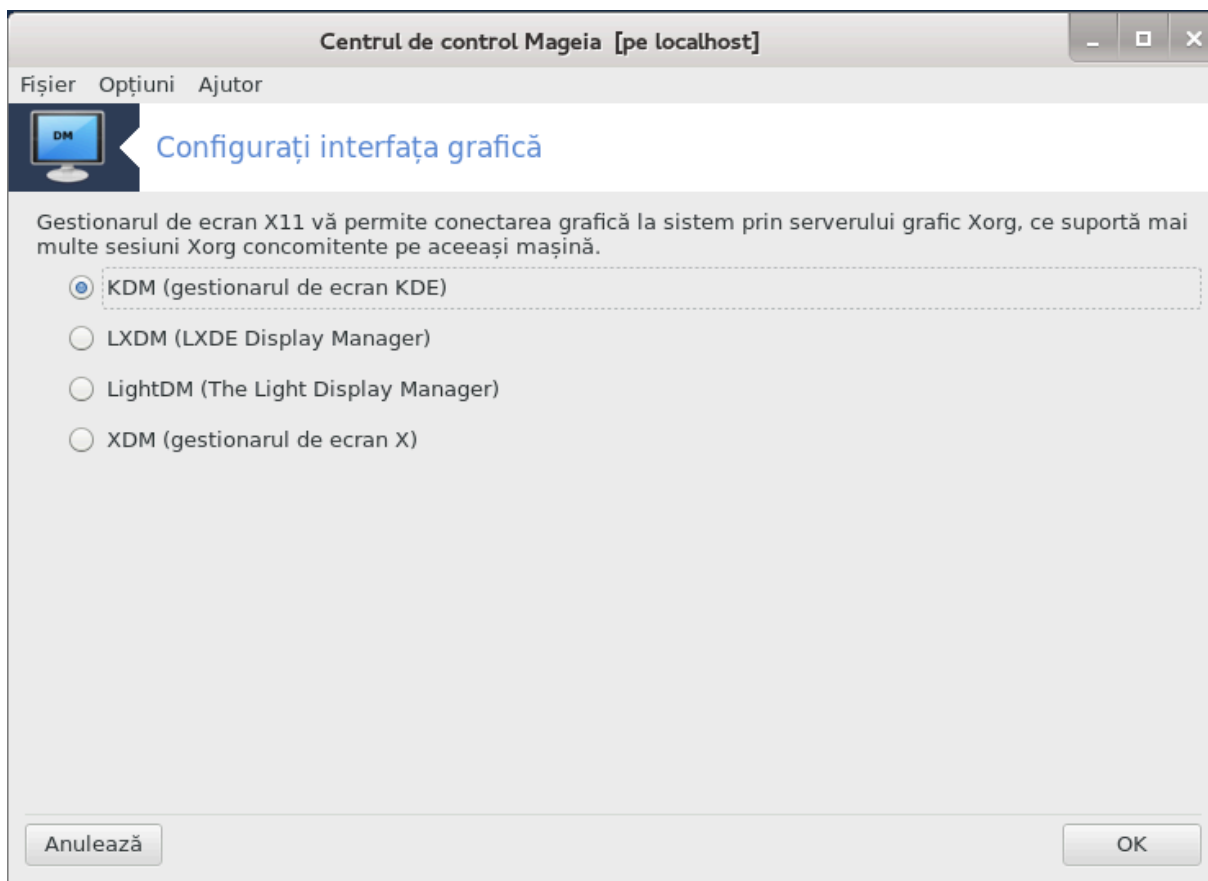 Centrul de control Mageia [pe localhost]
Fișier Opțiuni Ajutor
DM
Configurați interfața grafică
Gestionarul de ecran X11 vă permite conectarea grafică la sistem prin serverului grafic Xorg, ce suportă mai
multe sesiuni Xorg concomitente pe aceeași mașină.
KDM (gestionarul de ecran KDE)
LXDM (LXDE Display Manager)
LightDM (The Light Display Manager)
XDM (gestionarul de ecran X)
Anulează OK